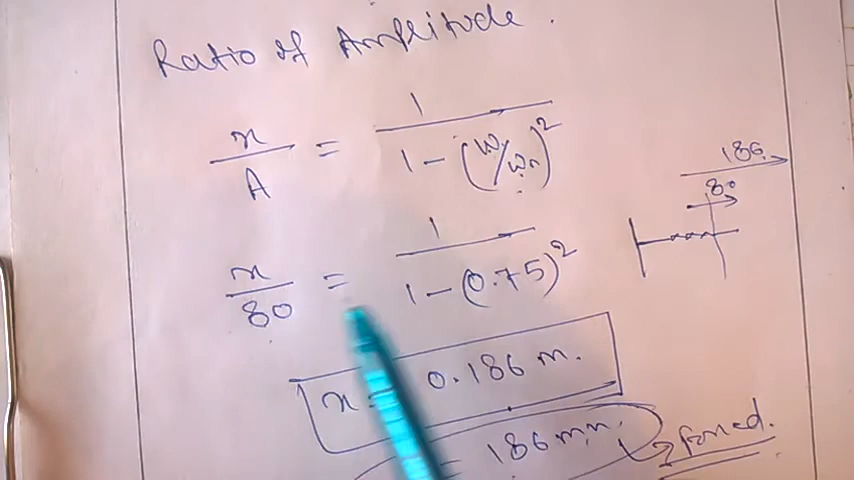 Ratio of Amplitude.
x/A = 1/(1-(ω/ωn)²)
186
80
x/80 = 1/(1-(0.75)²)
x = 0.186 m.
= 186 mm. → forced.